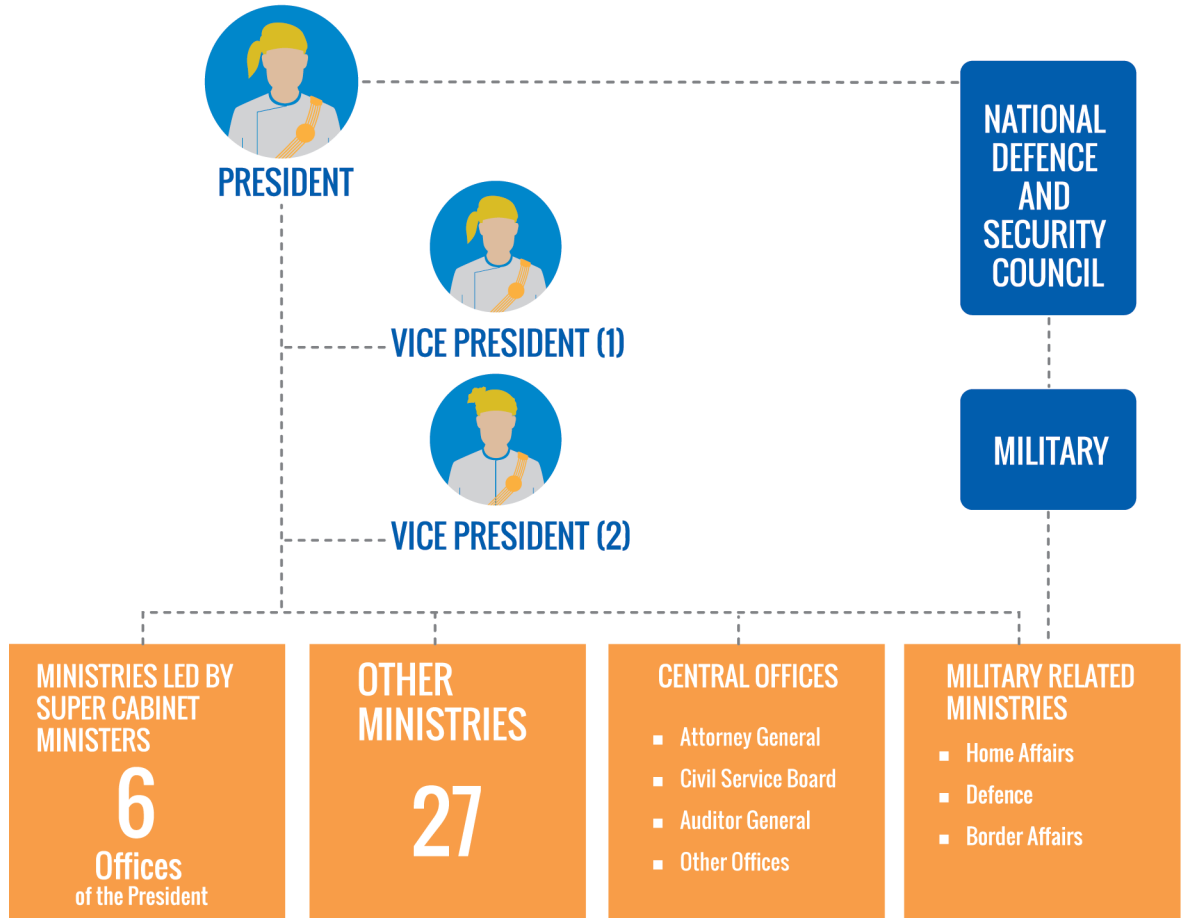 PRESIDENT
NATIONAL
DEFENCE
AND
SECURITY
COUNCIL
VICE PRESIDENT (1)
MILITARY
VICE PRESIDENT (2)
MINISTRIES LED BY
SUPER CABINET
MINISTERS
6
Offices
of the President
OTHER
MINISTRIES
27
CENTRAL OFFICES
Attorney General
Civil Service Board
Auditor General
Other Offices
MILITARY RELATED
MINISTRIES
Home Affairs
Defence
Border Affairs